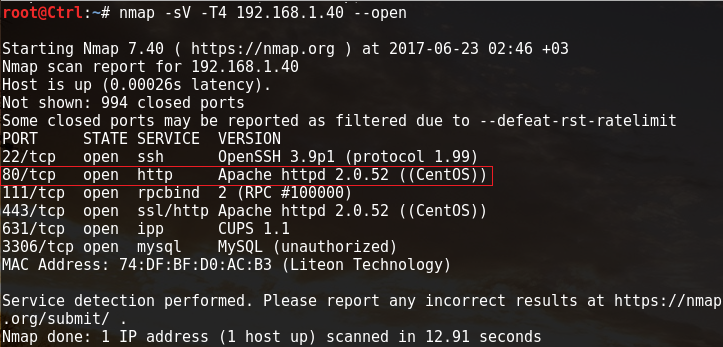 root@Ctrl:~# nmap -sV -T4 192.168.1.40 --open
Starting Nmap 7.40 ( https://nmap.org ) at 2017-06-23 02:46 +03
Nmap scan report for 192.168.1.40
Host is up (0.00026s latency).
Not shown: 994 closed ports
Some closed ports may be reported as filtered due to --defeat-rst-ratelimit
PORT     STATE SERVICE  VERSION
22/tcp   open  ssh      OpenSSH 3.9p1 (protocol 1.99)
80/tcp   open  http     Apache httpd 2.0.52 ((CentOS))
111/tcp  open  rpcbind  2 (RPC #100000)
443/tcp  open  ssl/http Apache httpd 2.0.52 ((CentOS))
631/tcp  open  ipp      CUPS 1.1
3306/tcp open  mysql    MySQL (unauthorized)
MAC Address: 74:DF:BF:D0:AC:B3 (Liteon Technology)
Service detection performed. Please report any incorrect results at https://nmap
.org/submit/ .
Nmap done: 1 IP address (1 host up) scanned in 12.91 seconds